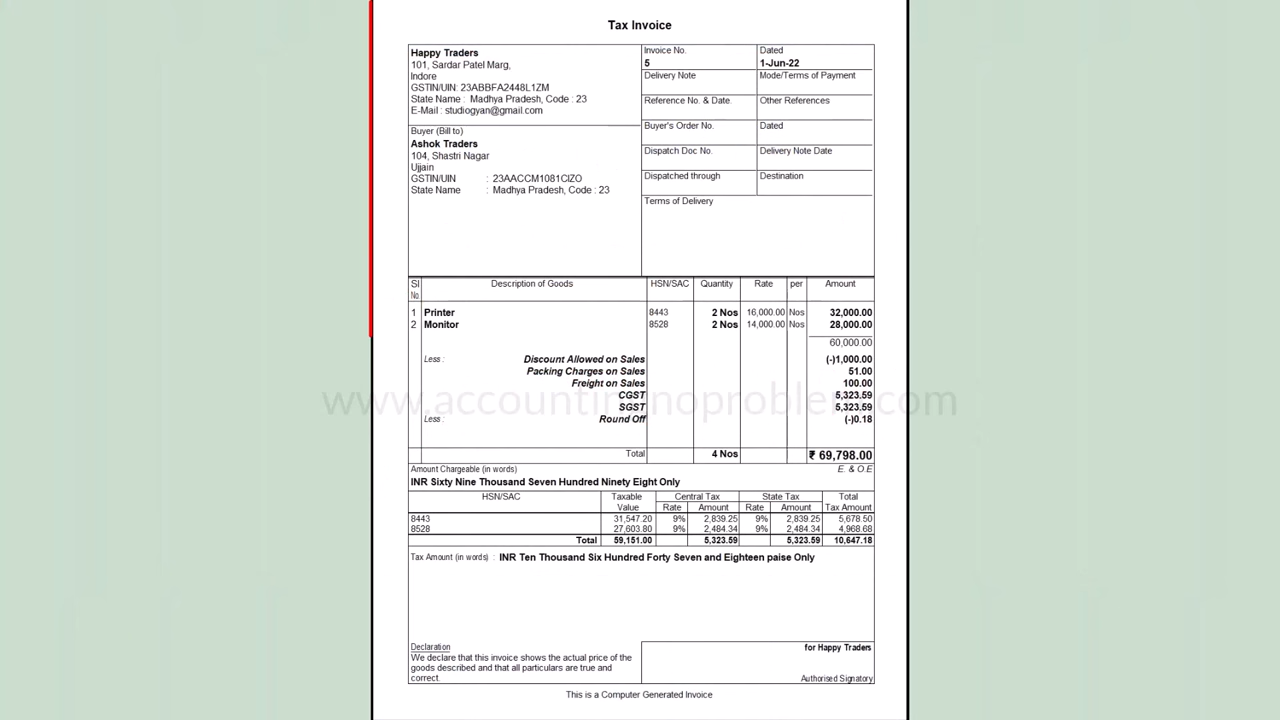 Tax Invoice
Happy Traders
101, Sardar Patel Marg,
Indore
GSTIN/UIN: 23ABBFA2448L1ZM
State Name : Madhya Pradesh, Code : 23
E-Mail : studiogyan@gmail.com
Buyer (Bill to)
Ashok Traders
104, Shastri Nagar
Ujjain
GSTIN/UIN : 23AACCM1081CIZO
State Name : Madhya Pradesh, Code : 23
Invoice No. Dated
5 1-Jun-22
Delivery Note Mode/Terms of Payment
Reference No. & Date. Other References
Buyer's Order No. Dated
Dispatch Doc No. Delivery Note Date
Dispatched through Destination
Terms of Delivery
Sl Description of Goods HSN/SAC Quantity Rate per Amount
No.
1 Printer 8443 2 Nos 16,000.00 Nos 32,000.00
2 Monitor 8528 2 Nos 14,000.00 Nos 28,000.00
60,000.00
Less : Discount Allowed on Sales (-)1,000.00
Packing Charges on Sales 51.00
Freight on Sales 100.00
CGST 5,323.59
SGST 5,323.59
Less : Round Off (-)0.18
www.accountingnoproblem.com
Total 4 Nos ₹ 69,798.00
Amount Chargeable (in words) E. & O.E
INR Sixty Nine Thousand Seven Hundred Ninety Eight Only
HSN/SAC Taxable Central Tax State Tax Total
Value Rate Amount Rate Amount Tax Amount
8443 31,547.20 9% 2,839.25 9% 2,839.25 5,678.50
8528 27,603.80 9% 2,484.34 9% 2,484.34 4,968.68
Total 59,151.00 5,323.59 5,323.59 10,647.18
Tax Amount (in words) : INR Ten Thousand Six Hundred Forty Seven and Eighteen paise Only
Declaration
We declare that this invoice shows the actual price of the
goods described and that all particulars are true and
correct.
for Happy Traders
Authorised Signatory
This is a Computer Generated Invoice